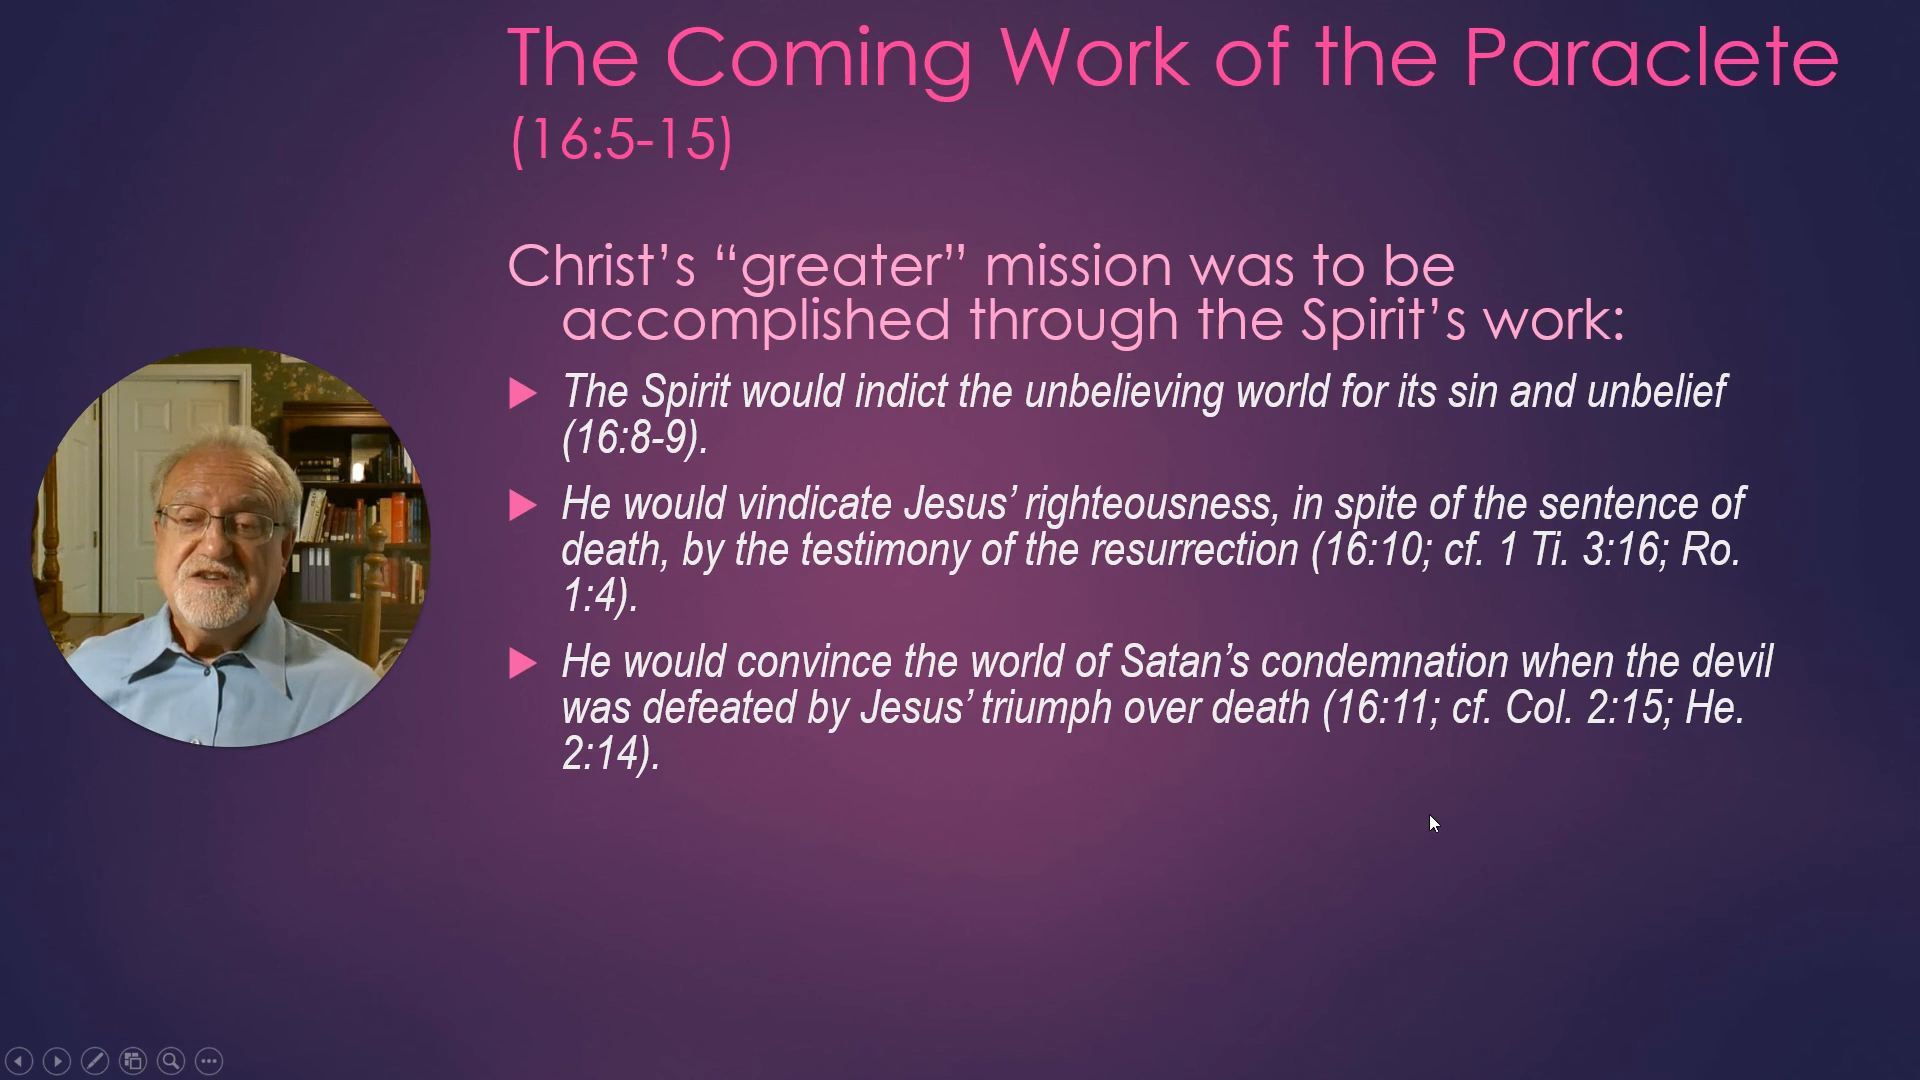 The Coming Work of the Paraclete
(16:5-15)
Christ’s “greater” mission was to be
accomplished through the Spirit’s work:
The Spirit would indict the unbelieving world for its sin and unbelief
(16:8-9).
He would vindicate Jesus’ righteousness, in spite of the sentence of
death, by the testimony of the resurrection (16:10; cf. 1 Ti. 3:16; Ro.
1:4).
He would convince the world of Satan’s condemnation when the devil
was defeated by Jesus’ triumph over death (16:11; cf. Col. 2:15; He.
2:14).